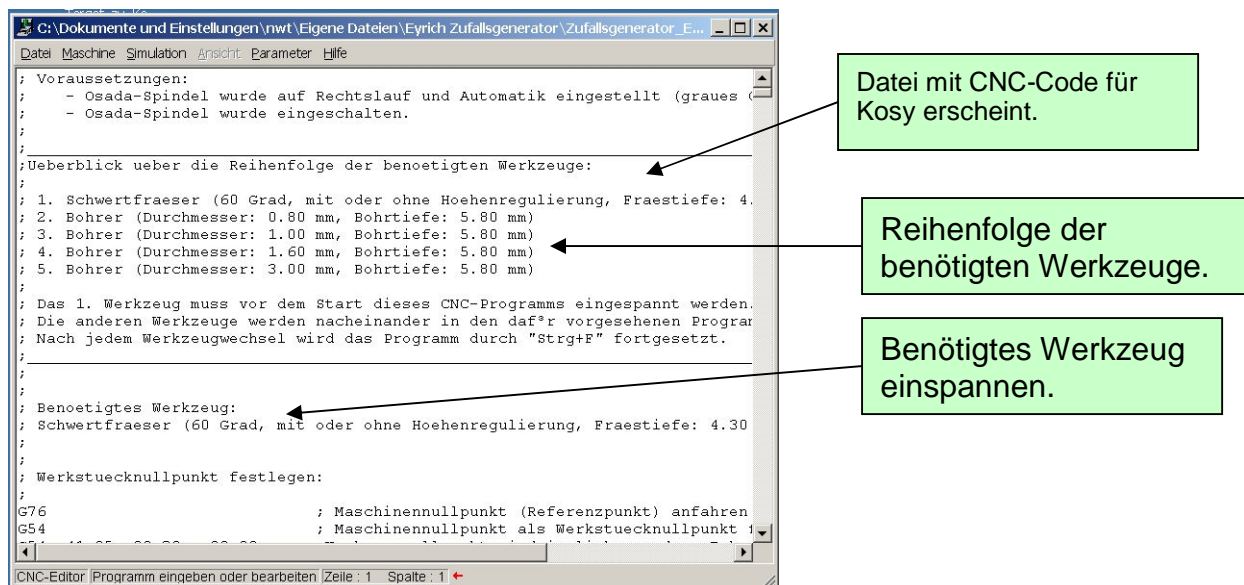 C:\Dokumente und Einstellungen\nwt\Eigene Dateien\Eyrich Zufallsgenerator\Zufallsgenerator_E...
Datei Maschine Simulation Ansicht Parameter Hilfe
; Voraussetzungen:
;    - Osada-Spindel wurde auf Rechtslauf und Automatik eingestellt (graues
;    - Osada-Spindel wurde eingeschalten.
;
;
;Ueberblick ueber die Reihenfolge der benoetigten Werkzeuge:
;
; 1. Schwertfraeser (60 Grad, mit oder ohne Hoehenregulierung, Fraestiefe: 4.
; 2. Bohrer (Durchmesser: 0.80 mm, Bohrtiefe: 5.80 mm)
; 3. Bohrer (Durchmesser: 1.00 mm, Bohrtiefe: 5.80 mm)
; 4. Bohrer (Durchmesser: 1.60 mm, Bohrtiefe: 5.80 mm)
; 5. Bohrer (Durchmesser: 3.00 mm, Bohrtiefe: 5.80 mm)
;
; Das 1. Werkzeug muss vor dem Start dieses CNC-Programms eingespannt werden.
; Die anderen Werkzeuge werden nacheinander in den daf³r vorgesehenen Program
; Nach jedem Werkzeugwechsel wird das Programm durch "Strg+F" fortgesetzt.
;
;
;
; Benoetigtes Werkzeug:
; Schwertfraeser (60 Grad, mit oder ohne Hoehenregulierung, Fraestiefe: 4.30
;
;
; Werkstuecknullpunkt festlegen:
;
G76 ; Maschinennullpunkt (Referenzpunkt) anfahren
G54 ; Maschinennullpunkt als Werkstuecknullpunkt
CNC-Editor Programm eingeben oder bearbeiten Zeile : 1 Spalte : 1
Datei mit CNC-Code für
Kosy erscheint.
Reihenfolge der
benötigten Werkzeuge.
Benötigtes Werkzeug
einspannen.